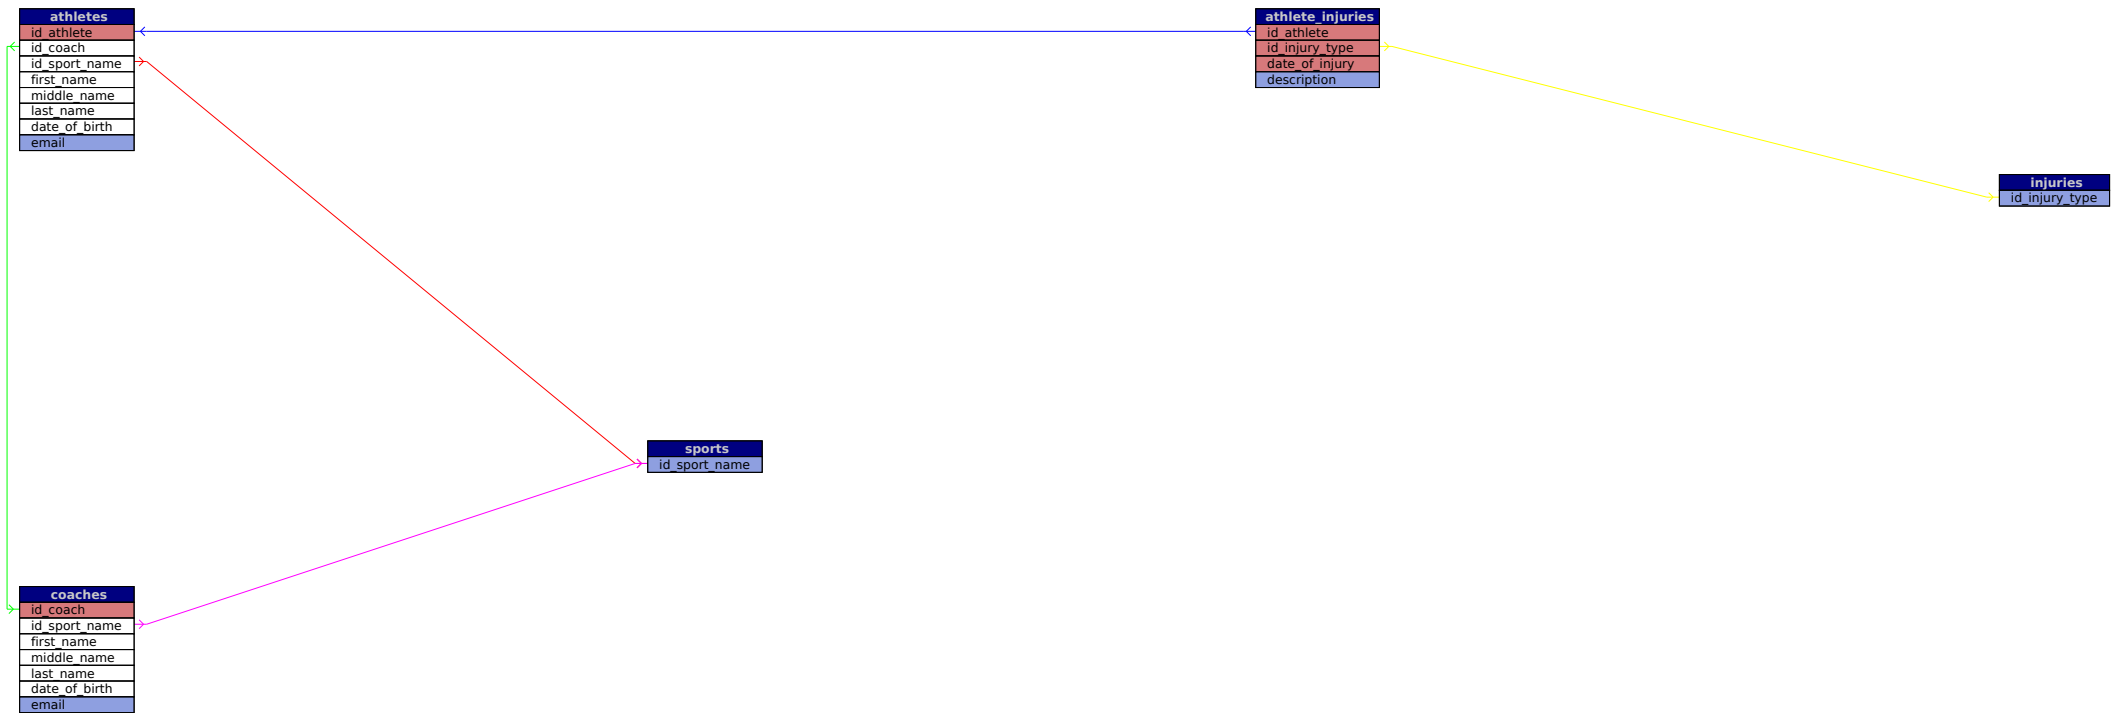 athletes
id_athlete
id_coach
id_sport_name
first_name
middle_name
last_name
date_of_birth
email
athlete_injuries
id_athlete
id_injury_type
date_of_injury
description
injuries
id_injury_type
sports
id_sport_name
coaches
id_coach
id_sport_name
first_name
middle_name
last_name
date_of_birth
email